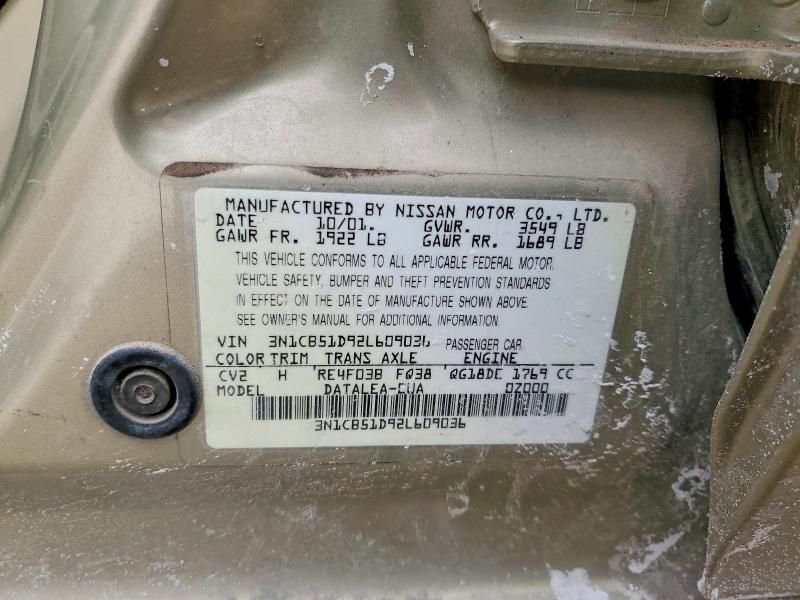 MANUFACTURED BY NISSAN MOTOR CO., LTD.
DATE 10/01. GVWR. 3549 LB
GAWR FR. 1922 LB GAWR RR. 1689 LB
THIS VEHICLE CONFORMS TO ALL APPLICABLE FEDERAL MOTOR
VEHICLE SAFETY, BUMPER AND THEFT PREVENTION STANDARDS
IN EFFECT ON THE DATE OF MANUFACTURE SHOWN ABOVE.
SEE OWNER'S MANUAL FOR ADDITIONAL INFORMATION.
VIN 3N1CB51D92L609036 PASSENGER CAR
COLOR TRIM TRANS AXLE ENGINE
CV2 H RE4F03B FQ38 QG18DE 1769 CC
MODEL DATALEA-EUA 0Z000
3N1CB51D92L609036